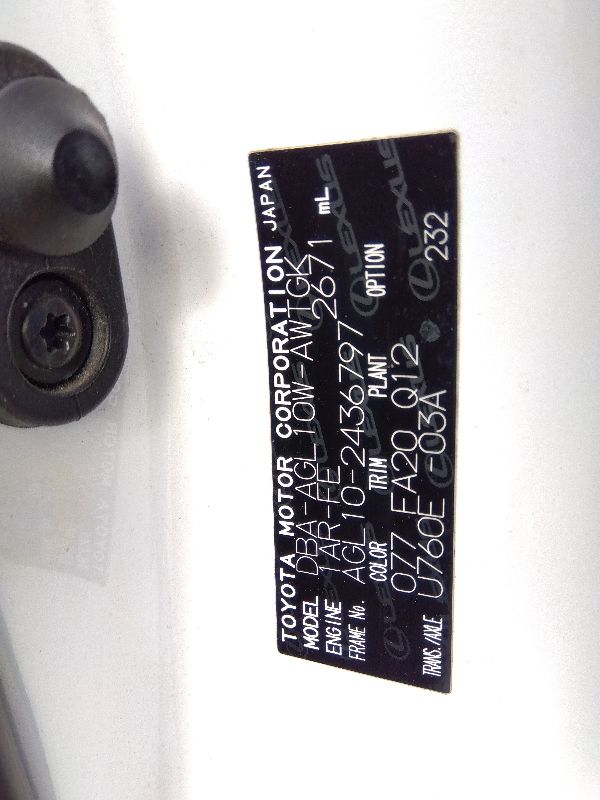 TOYOTA MOTOR CORPORATION JAPAN
MODEL DBA-AGL10W-AWTGK
ENGINE 1AR-FE 2671 mL
FRAME No. AGL10-2436797
COLOR TRIM PLANT OPTION
077 FA20 Q12
TRANS./AXLE U760E -03A 232
LEXUS